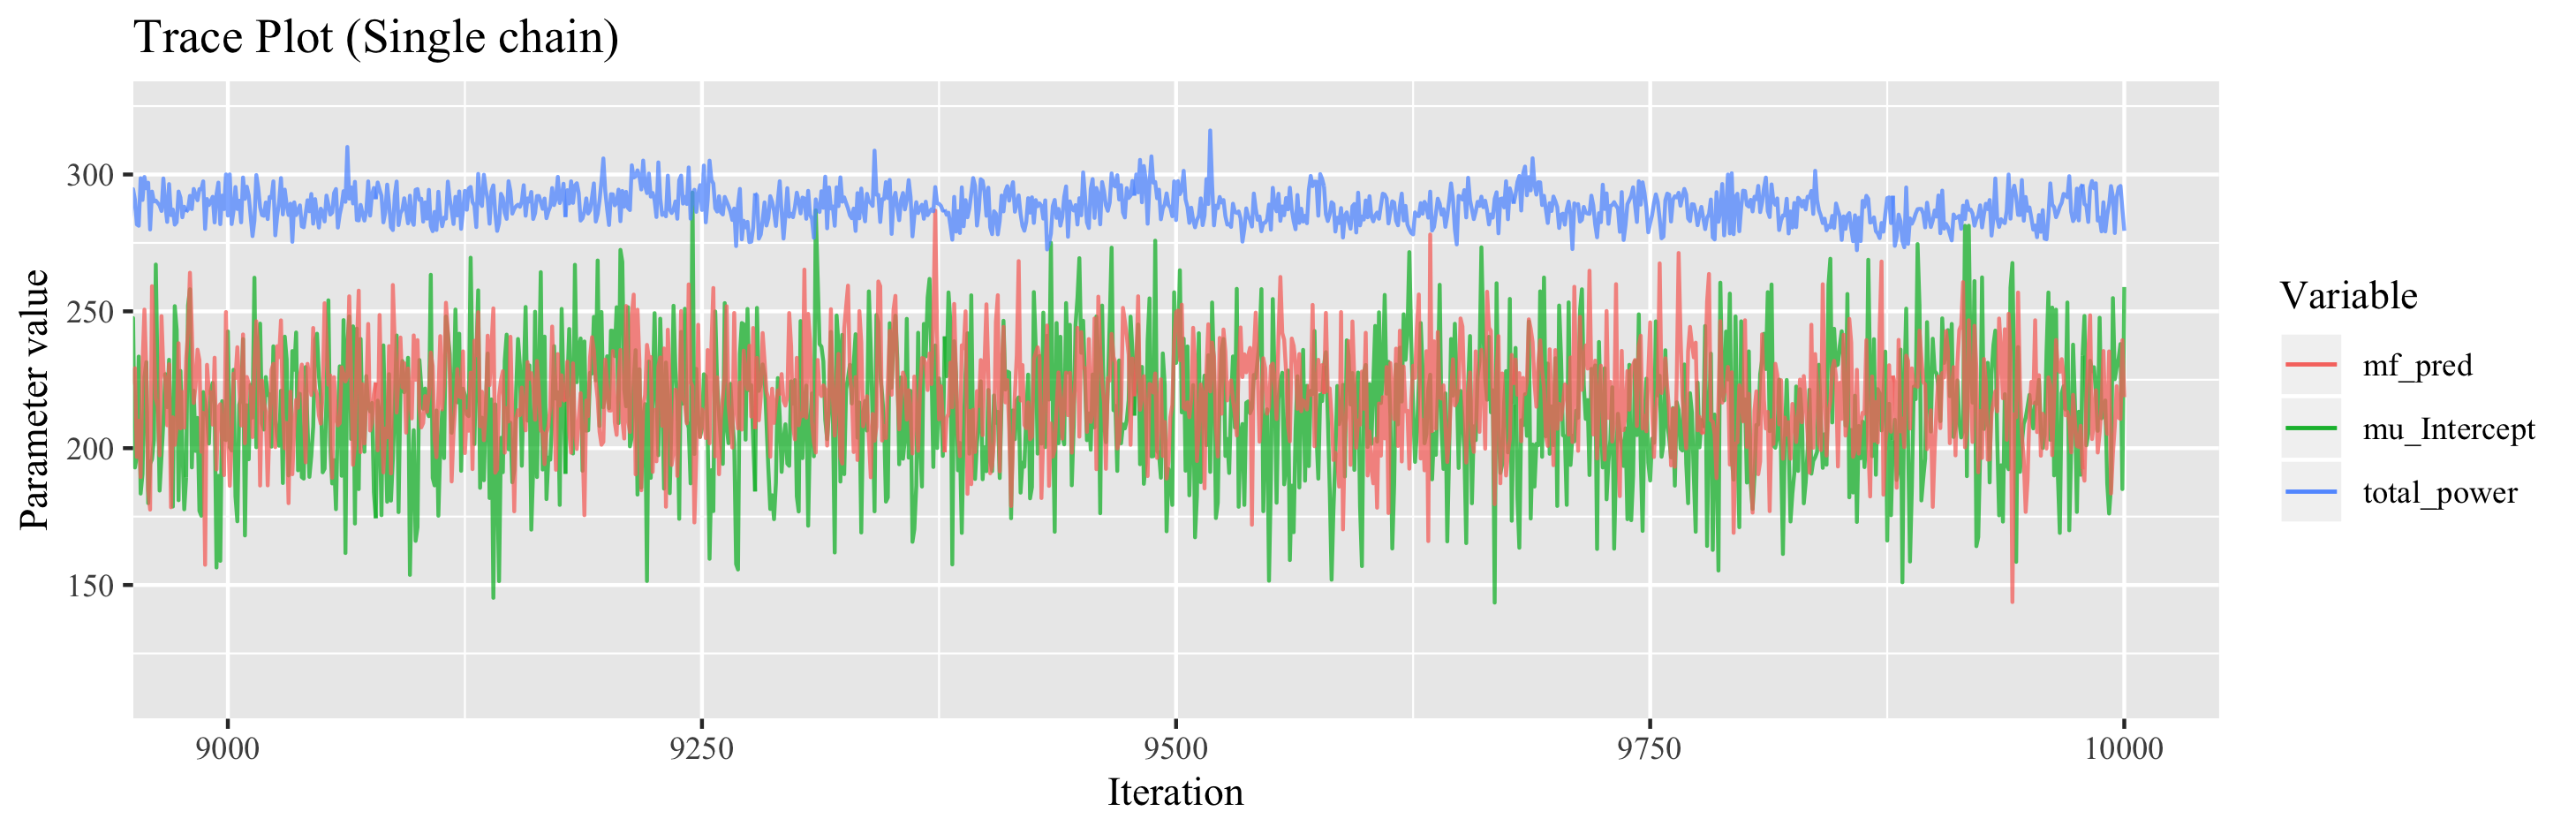 Trace Plot (Single chain)
Parameter value
300
250
200
150
9000
9250
9500
9750
10000
Iteration
Variable
mf_pred
mu_Intercept
total_power